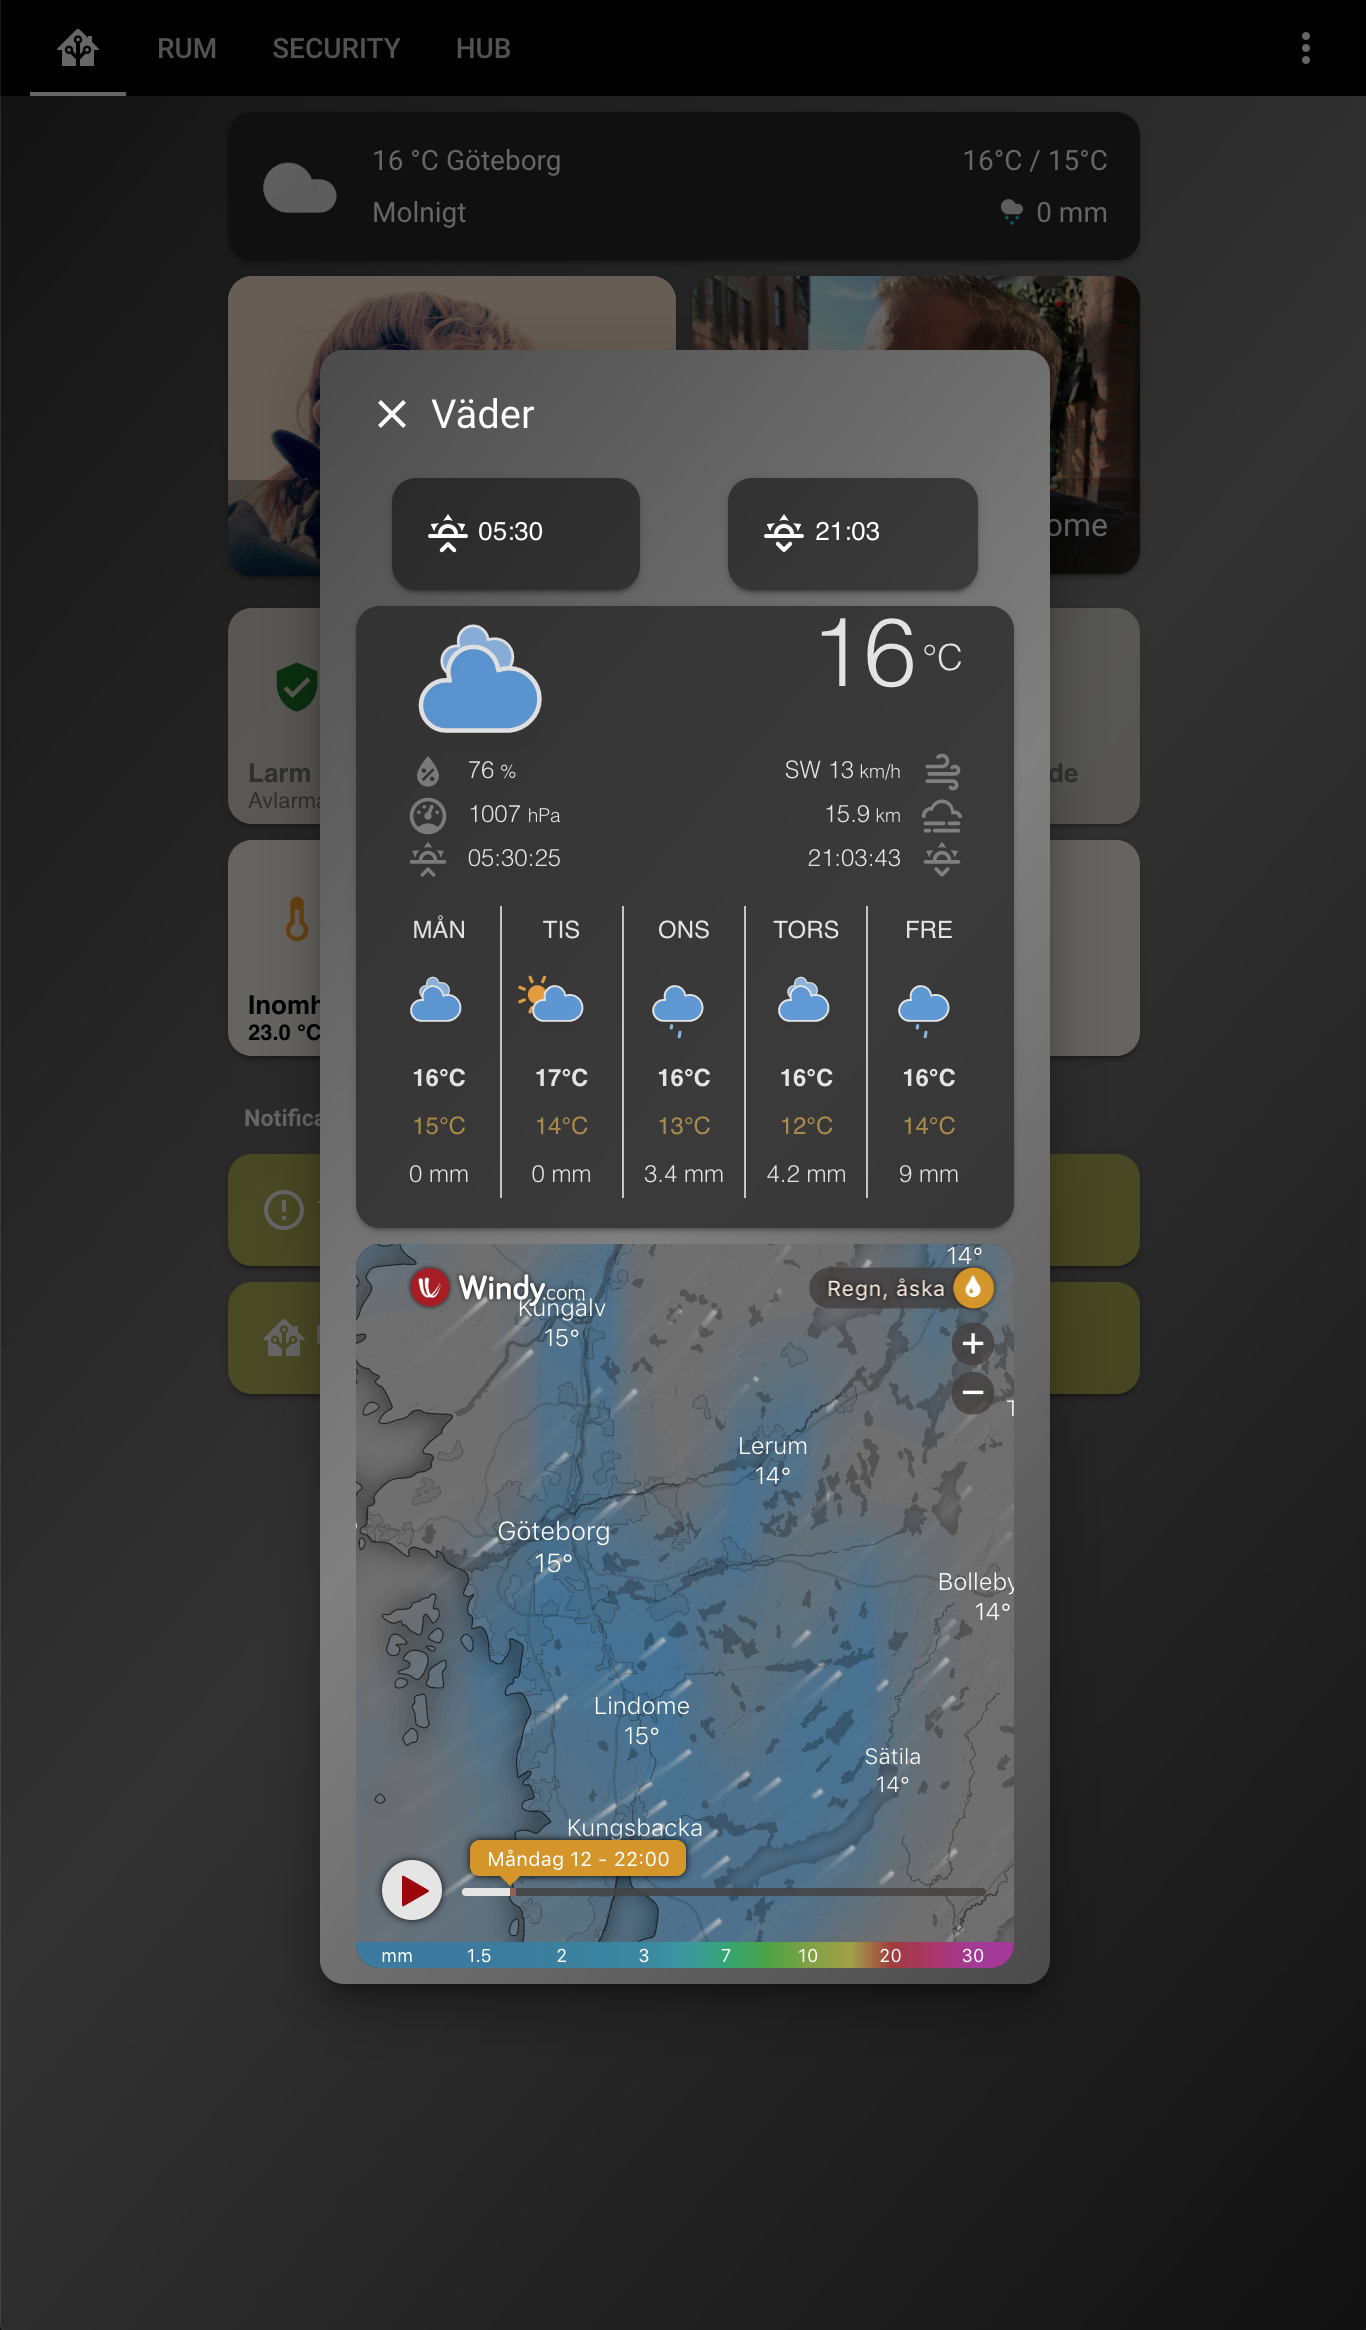 RUM SECURITY HUB
16 °C Göteborg 16°C / 15°C
Molnigt 0 mm
ome
Väder
05:30 21:03
16 °C
76 % SW 13 km/h
1007 hPa 15.9 km
05:30:25 21:03:43
MÅN TIS ONS TORS FRE
16°C 17°C 16°C 16°C 16°C
15°C 14°C 13°C 12°C 14°C
0 mm 0 mm 3.4 mm 4.2 mm 9 mm
Larm de
Avlarma
Inomh
23.0 °C
Notifica
14°
Windy.com Regn, åska
Kungälv
15°
+
−
T
Lerum
14°
Göteborg
15°
Bolleby
14°
Lindome
15°
Sätila
14°
Kungsbacka
Måndag 12 - 22:00
mm 1.5 2 3 7 10 20 30